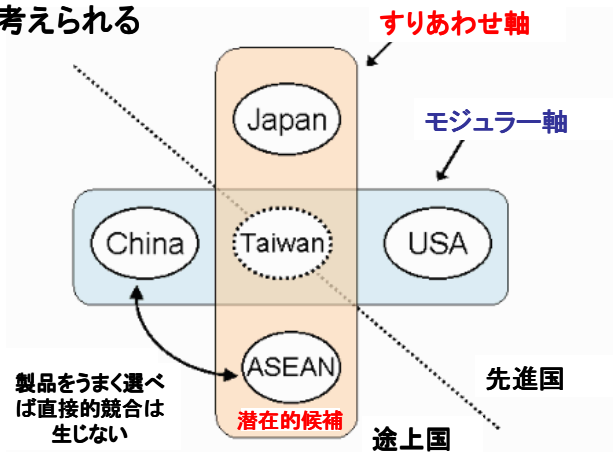 考えられる
すりあわせ軸
モジュラー軸
Japan
China
Taiwan
USA
ASEAN
潜在的候補
製品をうまく選べ
ば直接的競合は
生じない
先進国
途上国